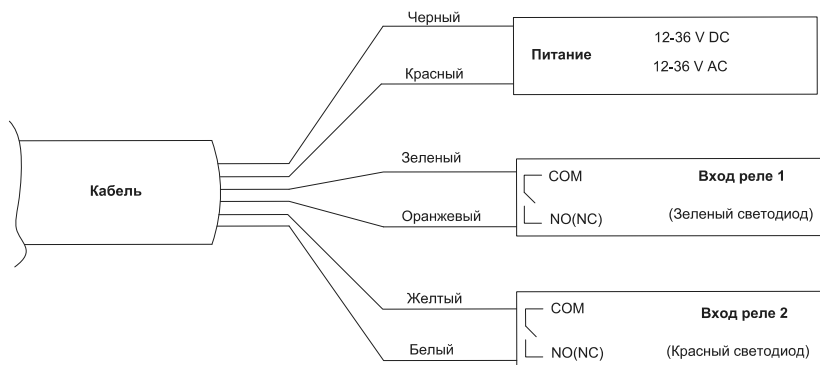 Черный
Красный
Питание
12-36 V DC
12-36 V AC
Кабель
Зеленый
Оранжевый
COM
NO(NC)
Вход реле 1
(Зеленый светодиод)
Желтый
Белый
COM
NO(NC)
Вход реле 2
(Красный светодиод)